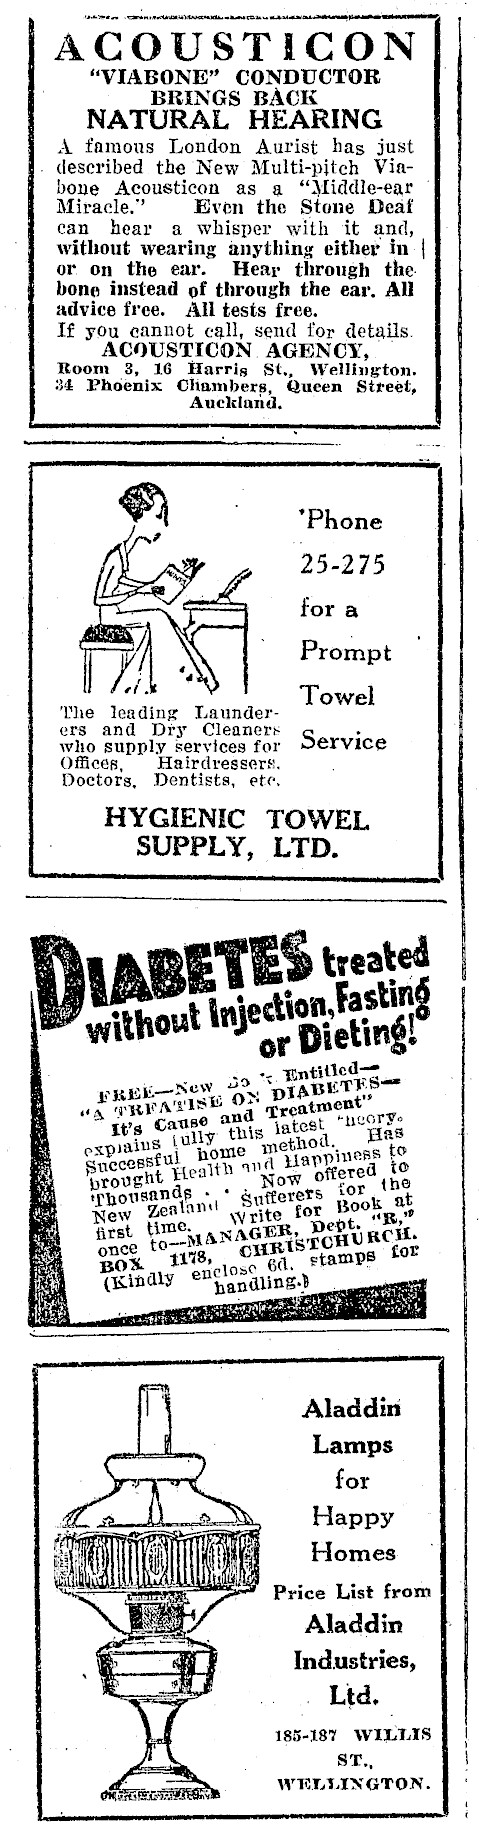 ACOUSTICON
"VIABONE" CONDUCTOR
BRINGS BACK
NATURAL HEARING
A famous London Aurist has just
described the New Multi-pitch Via-
bone Acousticon as a "Middle-ear
Miracle." Even the Stone Deaf
can hear a whisper with it and,
without wearing anything either in
or on the ear. Hear through the
bone instead of through the ear. All
advice free. All tests free.
If you cannot call, send for details.
ACOUSTICON AGENCY,
Room 3, 16 Harris St., Wellington.
34 Phoenix Chambers, Queen Street,
Auckland.
'Phone
25-275
for a
Prompt
Towel
Service
The leading Launder-
ers and Dry Cleaners
who supply services for
Offices, Hairdressers,
Doctors, Dentists, etc.
HYGIENIC TOWEL
SUPPLY, LTD.
DIABETES treated
without Injection, Fasting
or Dieting!
FREE—New Entitled—
"A TREATISE ON DIABETES—
It's Cause and Treatment"
explains fully this latest theory.
Successful home method. Has
brought Health and Happiness to
Thousands . . Now offered to
New Zealand Sufferers for the
first time. Write for Book at
once to—MANAGER, Dept. "R,"
BOX 1178, CHRISTCHURCH.
(Kindly enclose 6d. stamps for
handling.)
Aladdin
Lamps
for
Happy
Homes
Price List from
Aladdin
Industries,
Ltd.
185-187 WILLIS
ST.,
WELLINGTON.